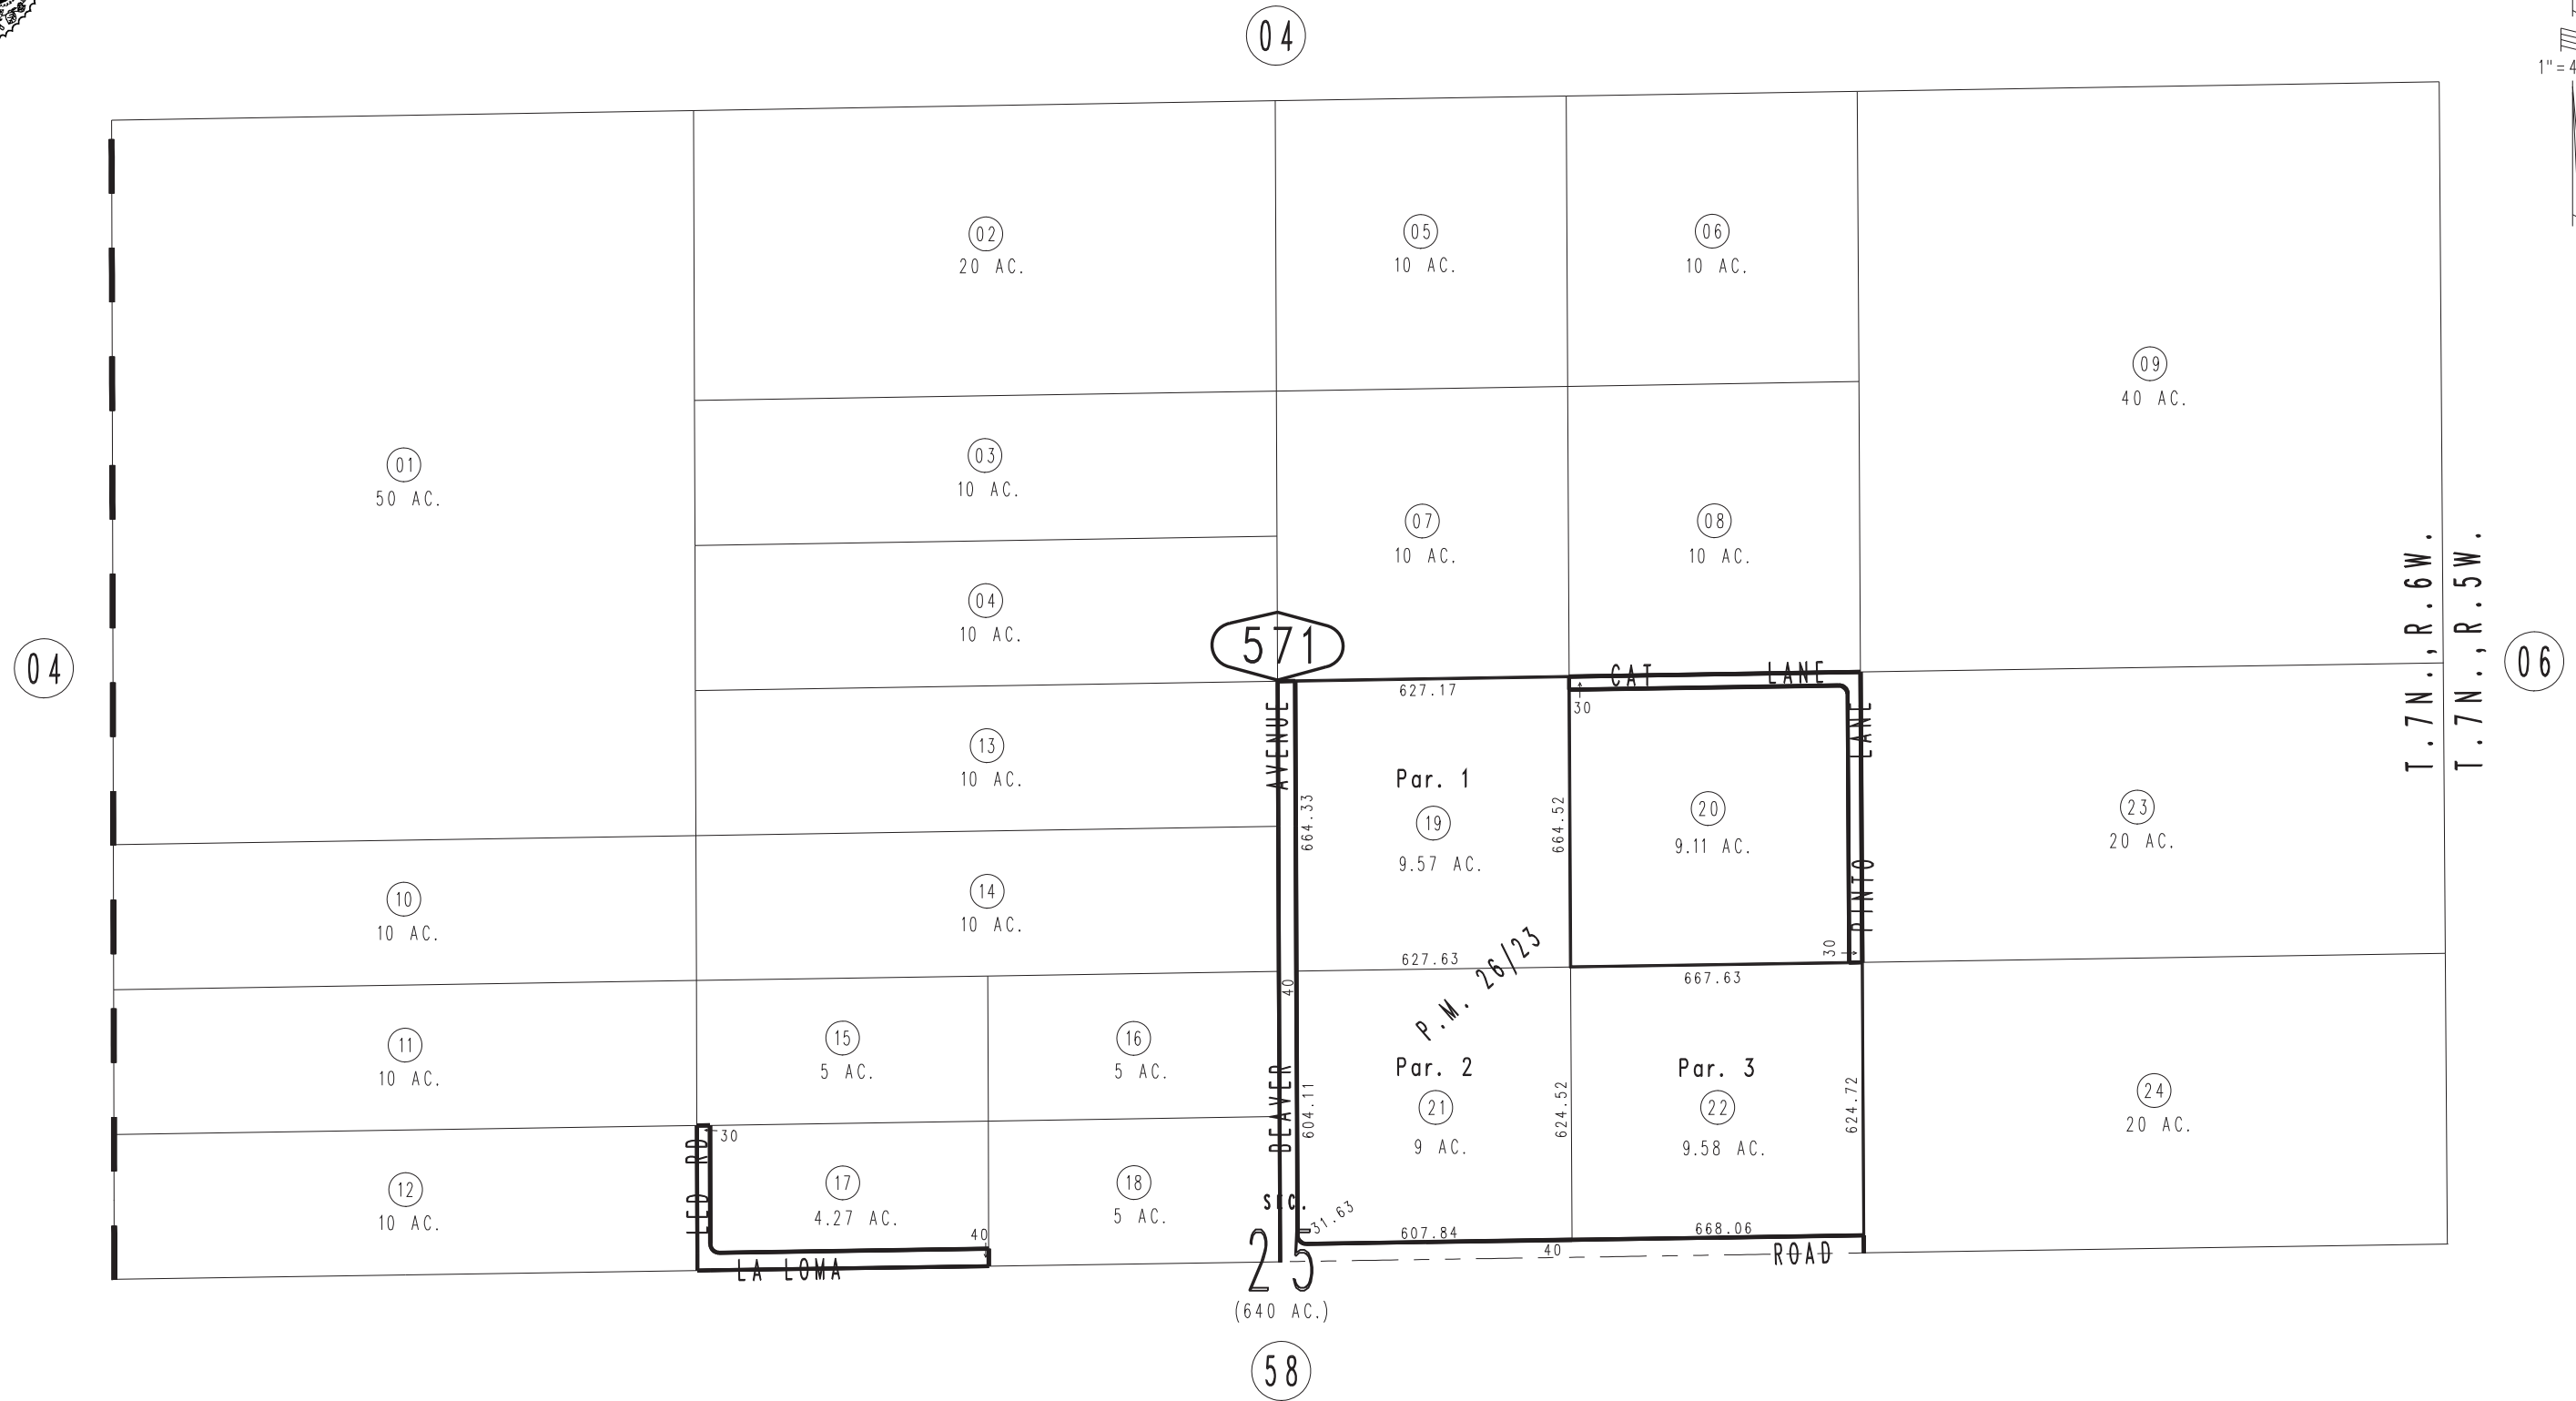 04
1"=4
02
20 AC.
05
10 AC.
06
10 AC.
09
40 AC.
01
50 AC.
03
10 AC.
07
10 AC.
08
10 AC.
04
10 AC.
T.7N.,R.6W.
T.7N.,R.5W.
571
04
06
CAT LANE
627.17
30
AVENUE
LANE
13
10 AC.
Par. 1
19
9.57 AC.
664.33
664.52
20
9.11 AC.
23
20 AC.
PINTO
10
10 AC.
14
10 AC.
30
627.63
P.M. 26/23
667.63
40
11
10 AC.
15
5 AC.
16
5 AC.
BEAVER
Par. 2
21
9 AC.
604.11
624.52
Par. 3
22
9.58 AC.
624.72
24
20 AC.
30
RD
LED
12
10 AC.
17
4.27 AC.
18
5 AC.
40
SEC.
25
(640 AC.)
31.63
607.84
668.06
40
LA LOMA
ROAD
58